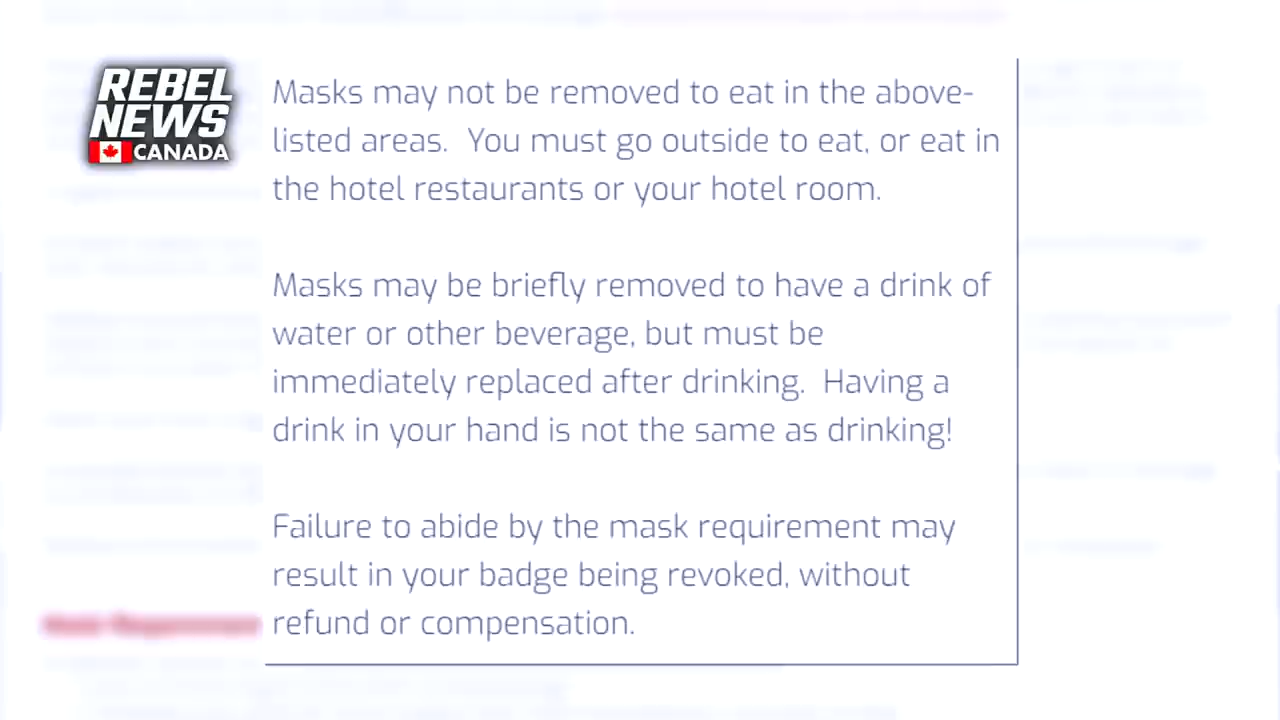 REBEL
NEWS
CANADA
Masks may not be removed to eat in the above-
listed areas. You must go outside to eat, or eat in
the hotel restaurants or your hotel room.
Masks may be briefly removed to have a drink of
water or other beverage, but must be
immediately replaced after drinking. Having a
drink in your hand is not the same as drinking!
Failure to abide by the mask requirement may
result in your badge being revoked, without
refund or compensation.